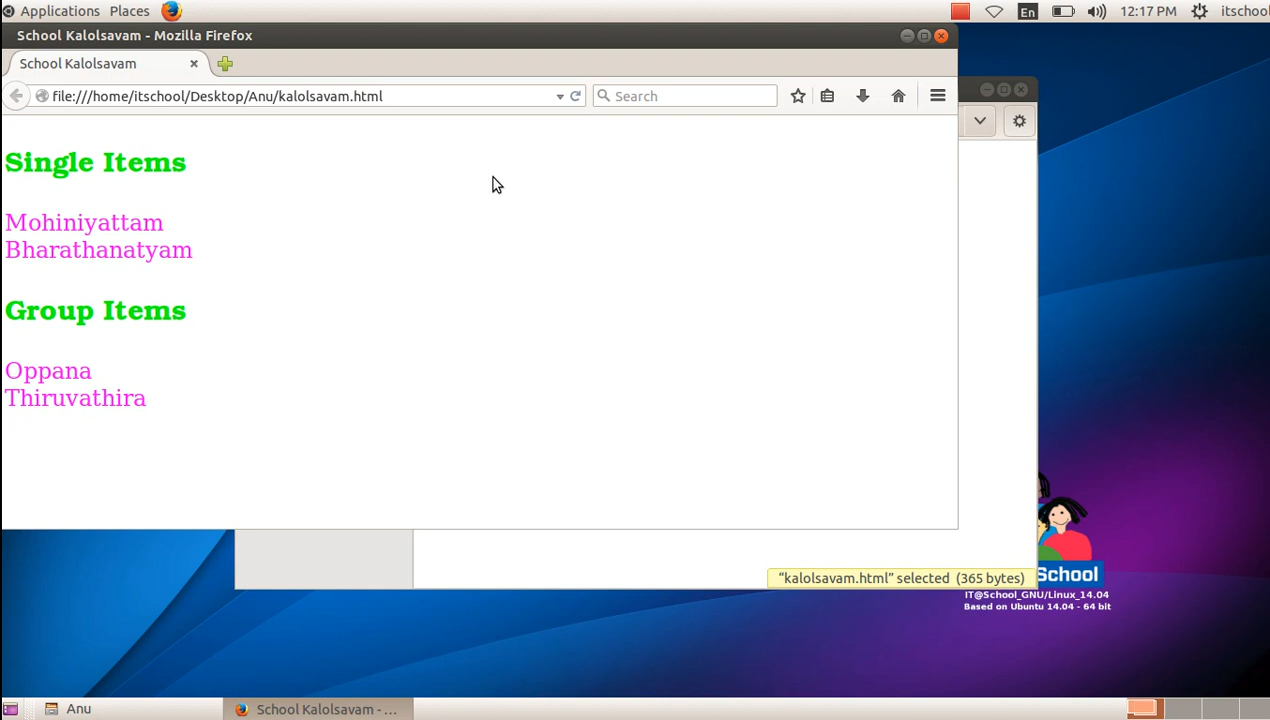 Applications Places En 12:17 PM itschool
School Kalolsavam - Mozilla Firefox
School Kalolsavam
file:///home/itschool/Desktop/Anu/kalolsavam.html Search
Single Items
Mohiniyattam
Bharathanatyam
Group Items
Oppana
Thiruvathira
“kalolsavam.html” selected (365 bytes)
School
IT@School_GNU/Linux_14.04
Based on Ubuntu 14.04 - 64 bit
Anu School Kalolsavam - ...